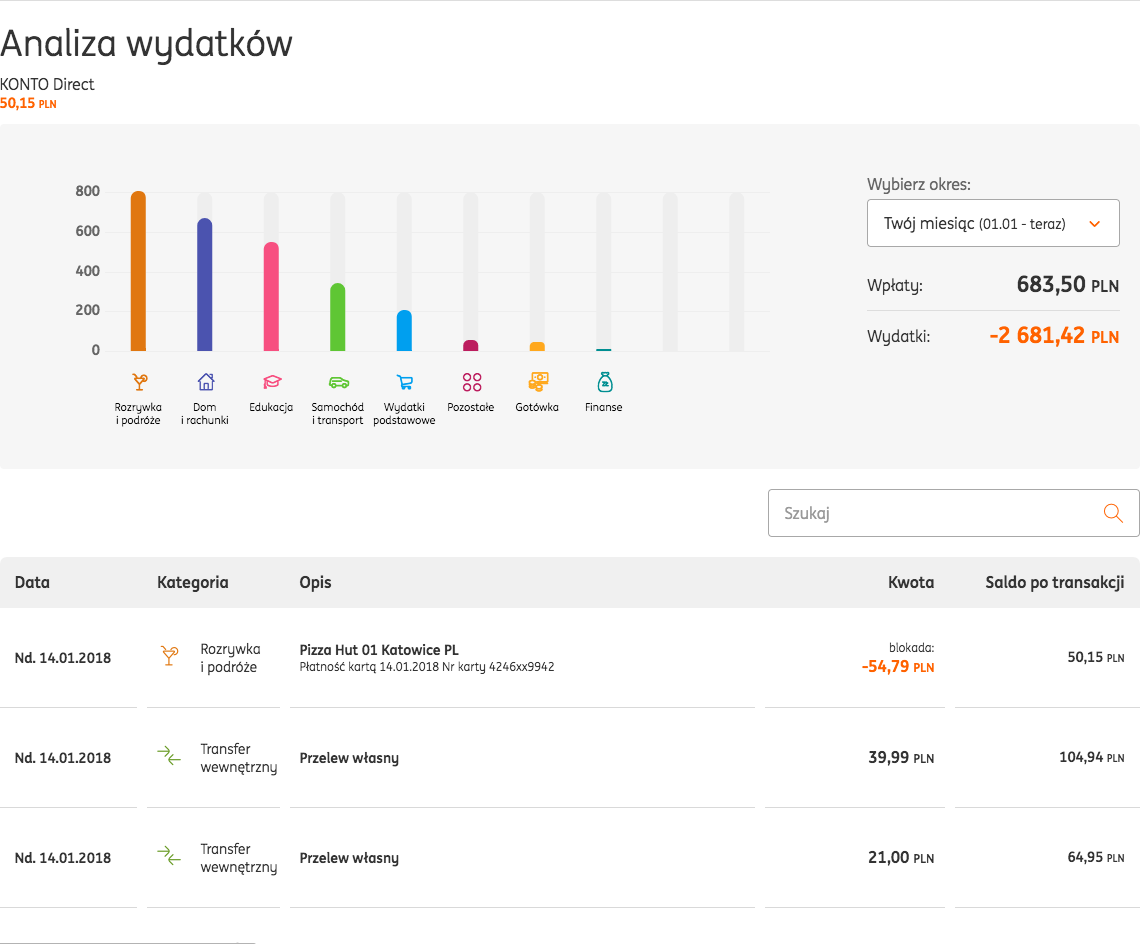 Analiza wydatków
KONTO Direct
50,15 PLN
800
600
400
200
0
Rozrywka
i podróże
Dom
i rachunki
Edukacja
Samochód
i transport
Wydatki
podstawowe
Pozostałe
Gotówka
Finanse
Wybierz okres:
Twój miesiąc (01.01 - teraz)
Wpłaty: 683,50 PLN
Wydatki: -2 681,42 PLN
Szukaj
Data Kategoria Opis Kwota Saldo po transakcji
Nd. 14.01.2018
Rozrywka
i podróże
Pizza Hut 01 Katowice PL
Płatność kartą 14.01.2018 Nr karty 4246xx9942
blokada:
-54,79 PLN
50,15 PLN
Nd. 14.01.2018
Transfer
wewnętrzny
Przelew własny
39,99 PLN
104,94 PLN
Nd. 14.01.2018
Transfer
wewnętrzny
Przelew własny
21,00 PLN
64,95 PLN